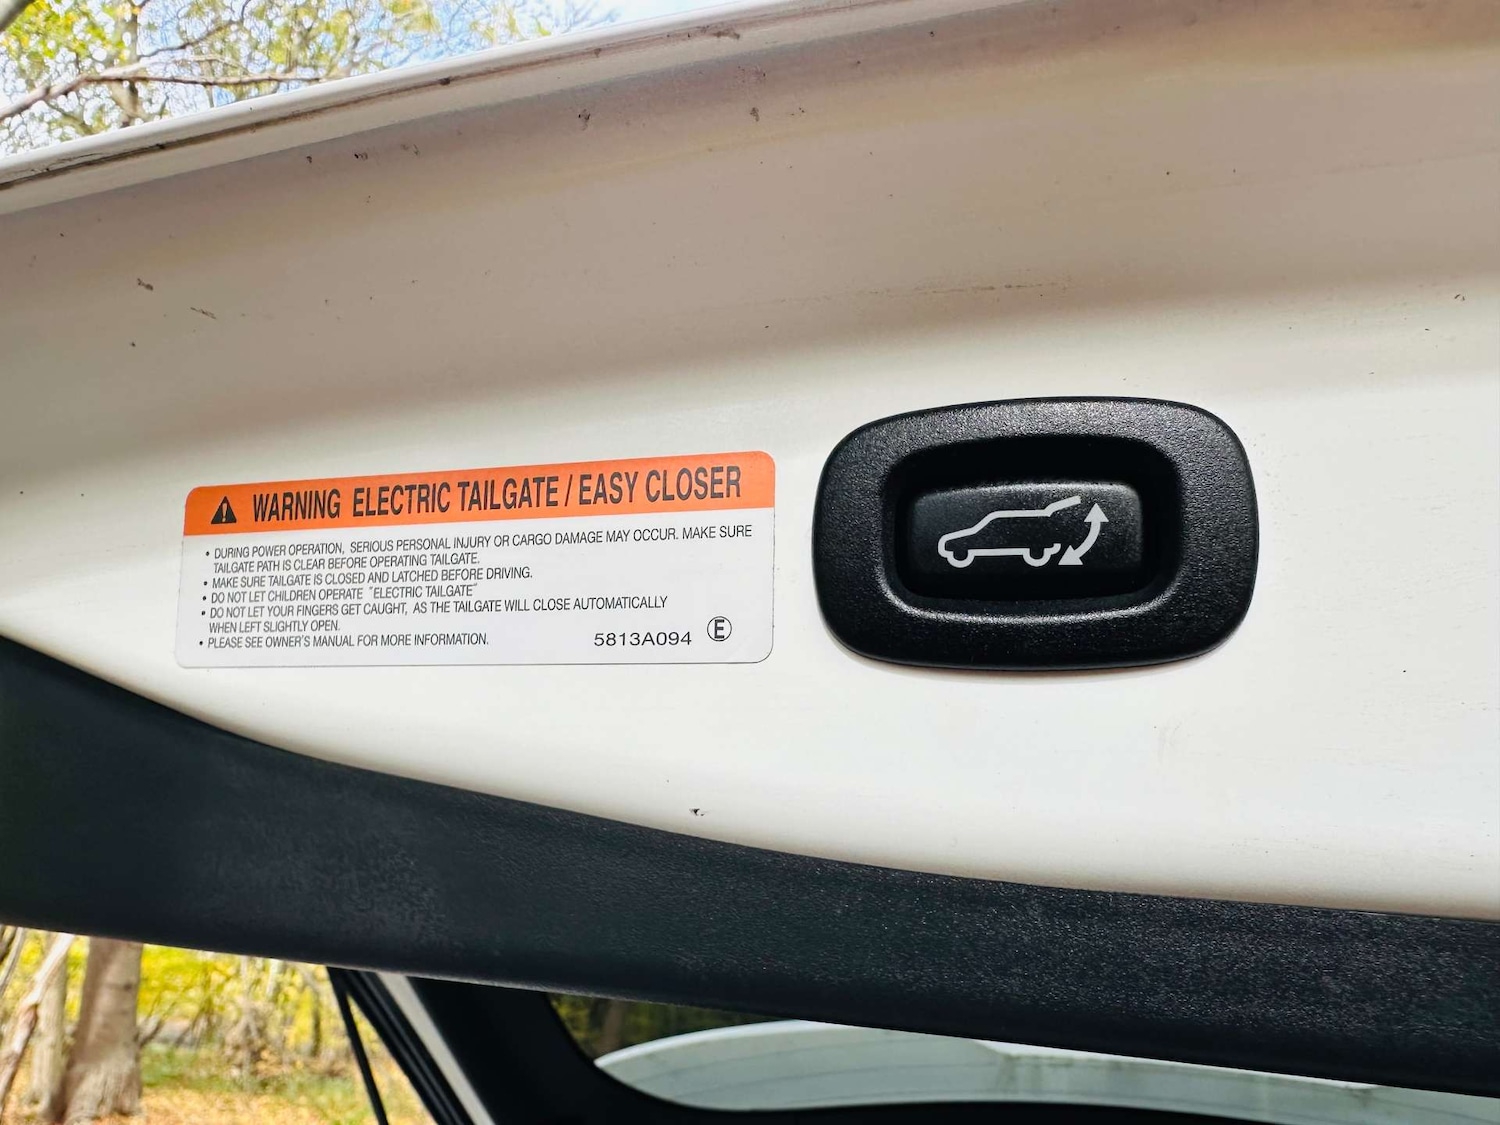 WARNING ELECTRIC TAILGATE / EASY CLOSER
• DURING POWER OPERATION, SERIOUS PERSONAL INJURY OR CARGO DAMAGE MAY OCCUR. MAKE SURE
TAILGATE PATH IS CLEAR BEFORE OPERATING TAILGATE.
• MAKE SURE TAILGATE IS CLOSED AND LATCHED BEFORE DRIVING.
• DO NOT LET CHILDREN OPERATE "ELECTRIC TAILGATE"
• DO NOT LET YOUR FINGERS GET CAUGHT, AS THE TAILGATE WILL CLOSE AUTOMATICALLY
WHEN LEFT SLIGHTLY OPEN.
• PLEASE SEE OWNER'S MANUAL FOR MORE INFORMATION.
5813A094 Ⓔ